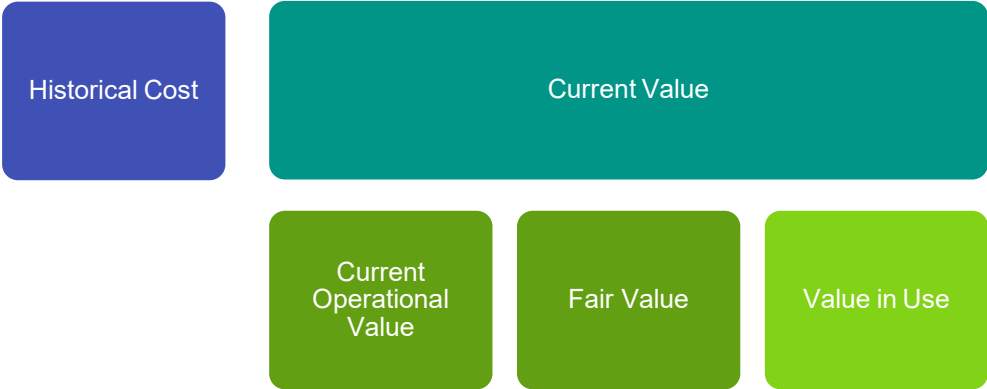 Historical Cost
Current Value
Current
Operational
Value
Fair Value
Value in Use